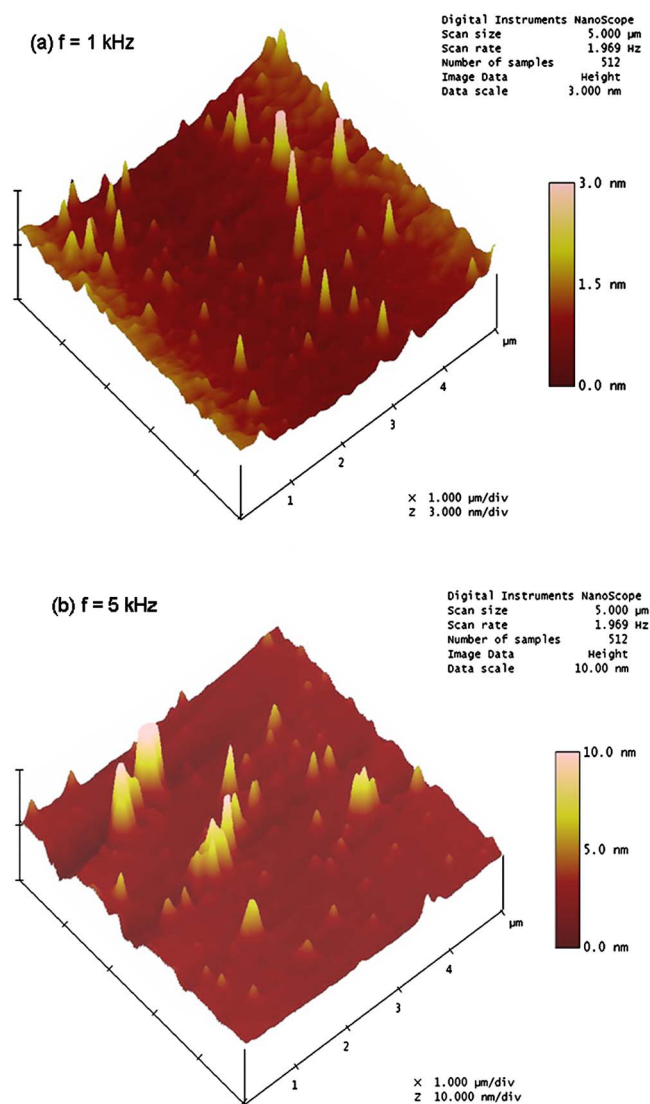 (a) f = 1 kHz
Digital Instruments NanoScope
Scan size 5.000 µm
Scan rate 1.969 Hz
Number of samples 512
Image Data Height
Data scale 3.000 nm
3.0 nm
1.5 nm
0.0 nm
µm
4
3
2
1
X 1.000 µm/div
Z 3.000 nm/div
(b) f = 5 kHz
Digital Instruments NanoScope
Scan size 5.000 µm
Scan rate 1.969 Hz
Number of samples 512
Image Data Height
Data scale 10.00 nm
10.0 nm
5.0 nm
0.0 nm
µm
4
3
2
1
X 1.000 µm/div
Z 10.000 nm/div